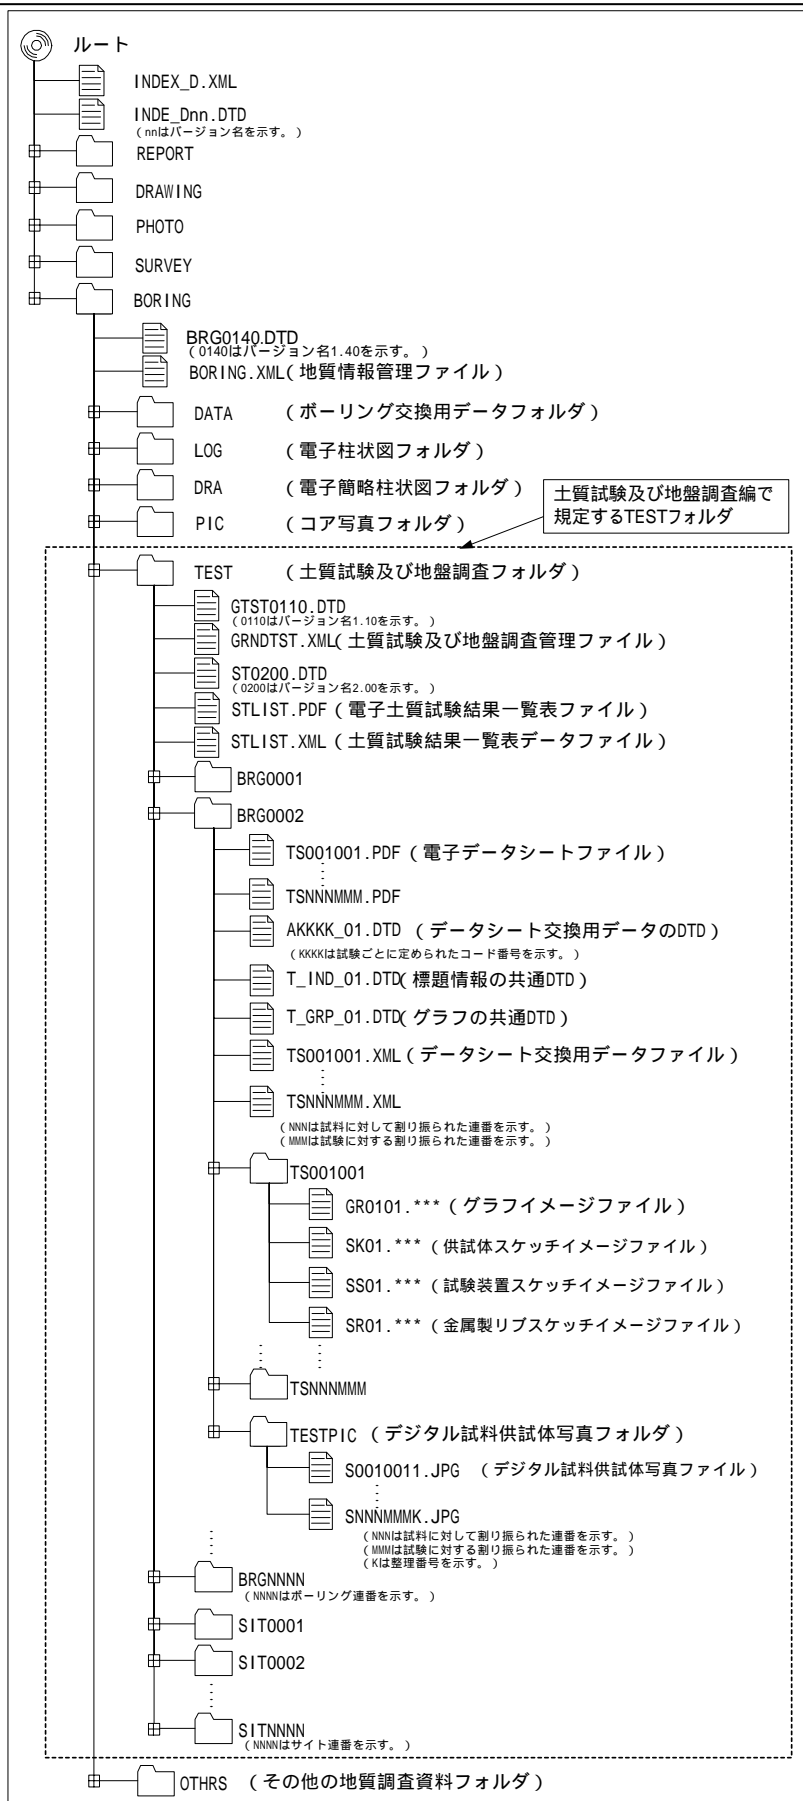 ルート
INDEX_D.XML
INDE_Dnn.DTD
(nnはバージョン名を示す。)
REPORT
DRAWING
PHOTO
SURVEY
BORING
BRG0140.DTD
(0140はバージョン名1.40を示す。)
BORING.XML(地質情報管理ファイル)
DATA (ボーリング交換用データフォルダ)
LOG (電子柱状図フォルダ)
DRA (電子簡略柱状図フォルダ)
土質試験及び地盤調査編で
規定するTESTフォルダ
PIC (コア写真フォルダ)
TEST (土質試験及び地盤調査フォルダ)
GTST0110.DTD
(0110はバージョン名1.10を示す。)
GRNDTST.XML(土質試験及び地盤調査管理ファイル)
ST0200.DTD
(0200はバージョン名2.00を示す。)
STLIST.PDF(電子土質試験結果一覧表ファイル)
STLIST.XML(土質試験結果一覧表データファイル)
BRG0001
BRG0002
TS001001.PDF(電子データシートファイル)
TSNNNMMM.PDF
AKKKK_01.DTD (データシート交換用データのDTD)
(KKKKは試験ごとに定められたコード番号を示す。)
T_IND_01.DTD(標題情報の共通DTD)
T_GRP_01.DTD(グラフの共通DTD)
TS001001.XML(データシート交換用データファイル)
TSNNNMMM.XML
(NNNは試料に対して割り振られた連番を示す。)
(MMMは試験に対する割り振られた連番を示す。)
TS001001
GR0101.***(グラフイメージファイル)
SK01.***(供試体スケッチイメージファイル)
SS01.***(試験装置スケッチイメージファイル)
SR01.***(金属製リブスケッチイメージファイル)
TSNNNMMM
TESTPIC(デジタル試料供試体写真フォルダ)
S0010011.JPG (デジタル試料供試体写真ファイル)
SNNNMMMK.JPG
(NNNは試料に対して割り振られた連番を示す。)
(MMMは試験に対する割り振られた連番を示す。)
(Kは整理番号を示す。)
BRGNNNN
(NNNNはボーリング連番を示す。)
SIT0001
SIT0002
SITNNNN
(NNNNはサイト連番を示す。)
OTHRS (その他の地質調査資料フォルダ)